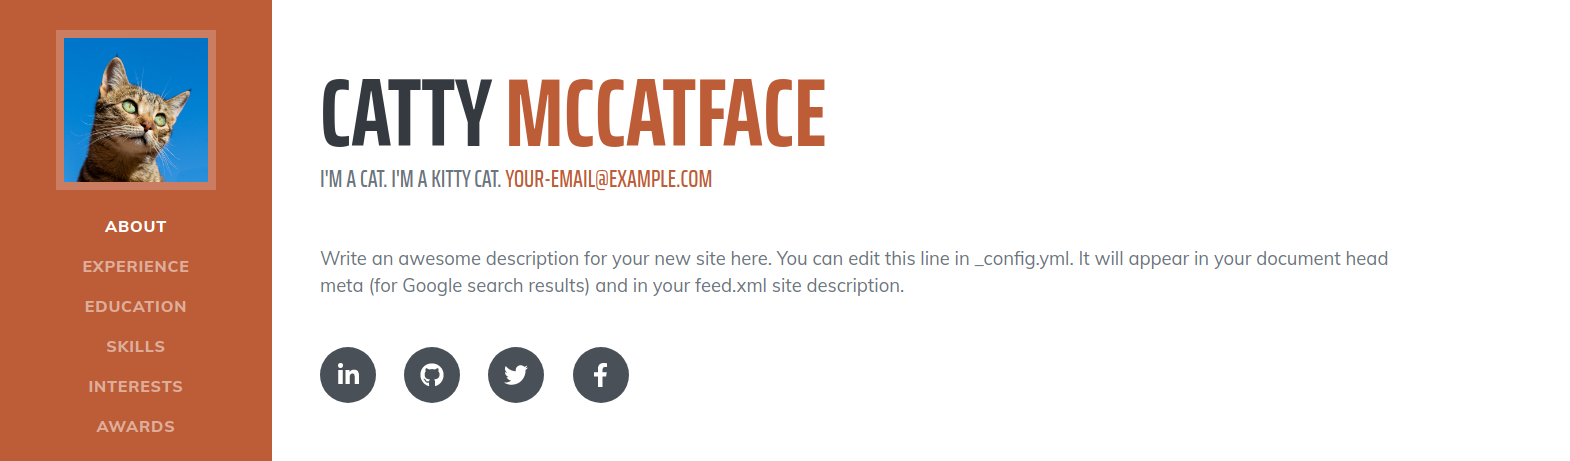 ABOUT
EXPERIENCE
EDUCATION
SKILLS
INTERESTS
AWARDS
CATTY MCCATFACE
I'M A CAT. I'M A KITTY CAT. YOUR-EMAIL@EXAMPLE.COM
Write an awesome description for your new site here. You can edit this line in _config.yml. It will appear in your document head
meta (for Google search results) and in your feed.xml site description.
in
f